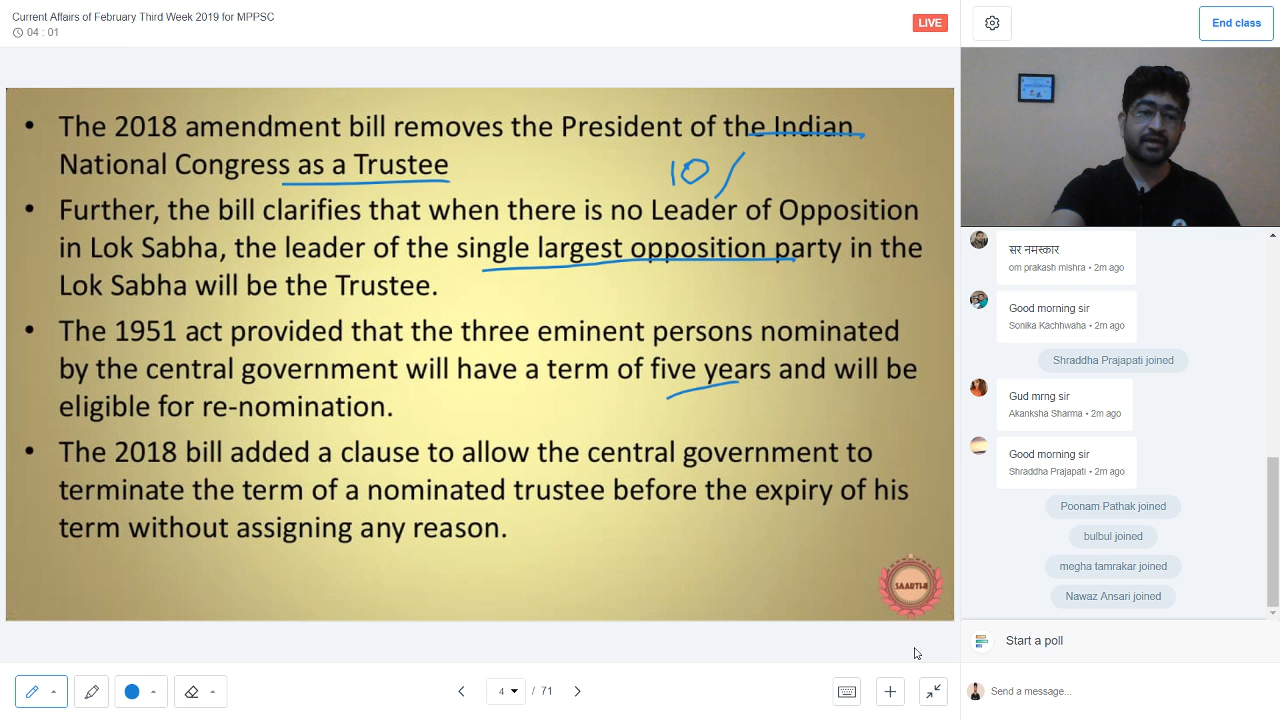 Current Affairs of February Third Week 2019 for MPPSC
04 : 01
LIVE
End class
• The 2018 amendment bill removes the President of the Indian
National Congress as a Trustee
10/
• Further, the bill clarifies that when there is no Leader of Opposition
in Lok Sabha, the leader of the single largest opposition party in the
Lok Sabha will be the Trustee.
• The 1951 act provided that the three eminent persons nominated
by the central government will have a term of five years and will be
eligible for re-nomination.
• The 2018 bill added a clause to allow the central government to
terminate the term of a nominated trustee before the expiry of his
term without assigning any reason.
SAARTHI
सर नमस्कार
om prakash mishra • 2m ago
Good morning sir
Sonika Kachhwaha • 2m ago
Shraddha Prajapati joined
Gud mrng sir
Akanksha Sharma • 2m ago
Good morning sir
Shraddha Prajapati • 2m ago
Poonam Pathak joined
bulbul joined
megha tamrakar joined
Nawaz Ansari joined
Start a poll
4 / 71
Send a message...